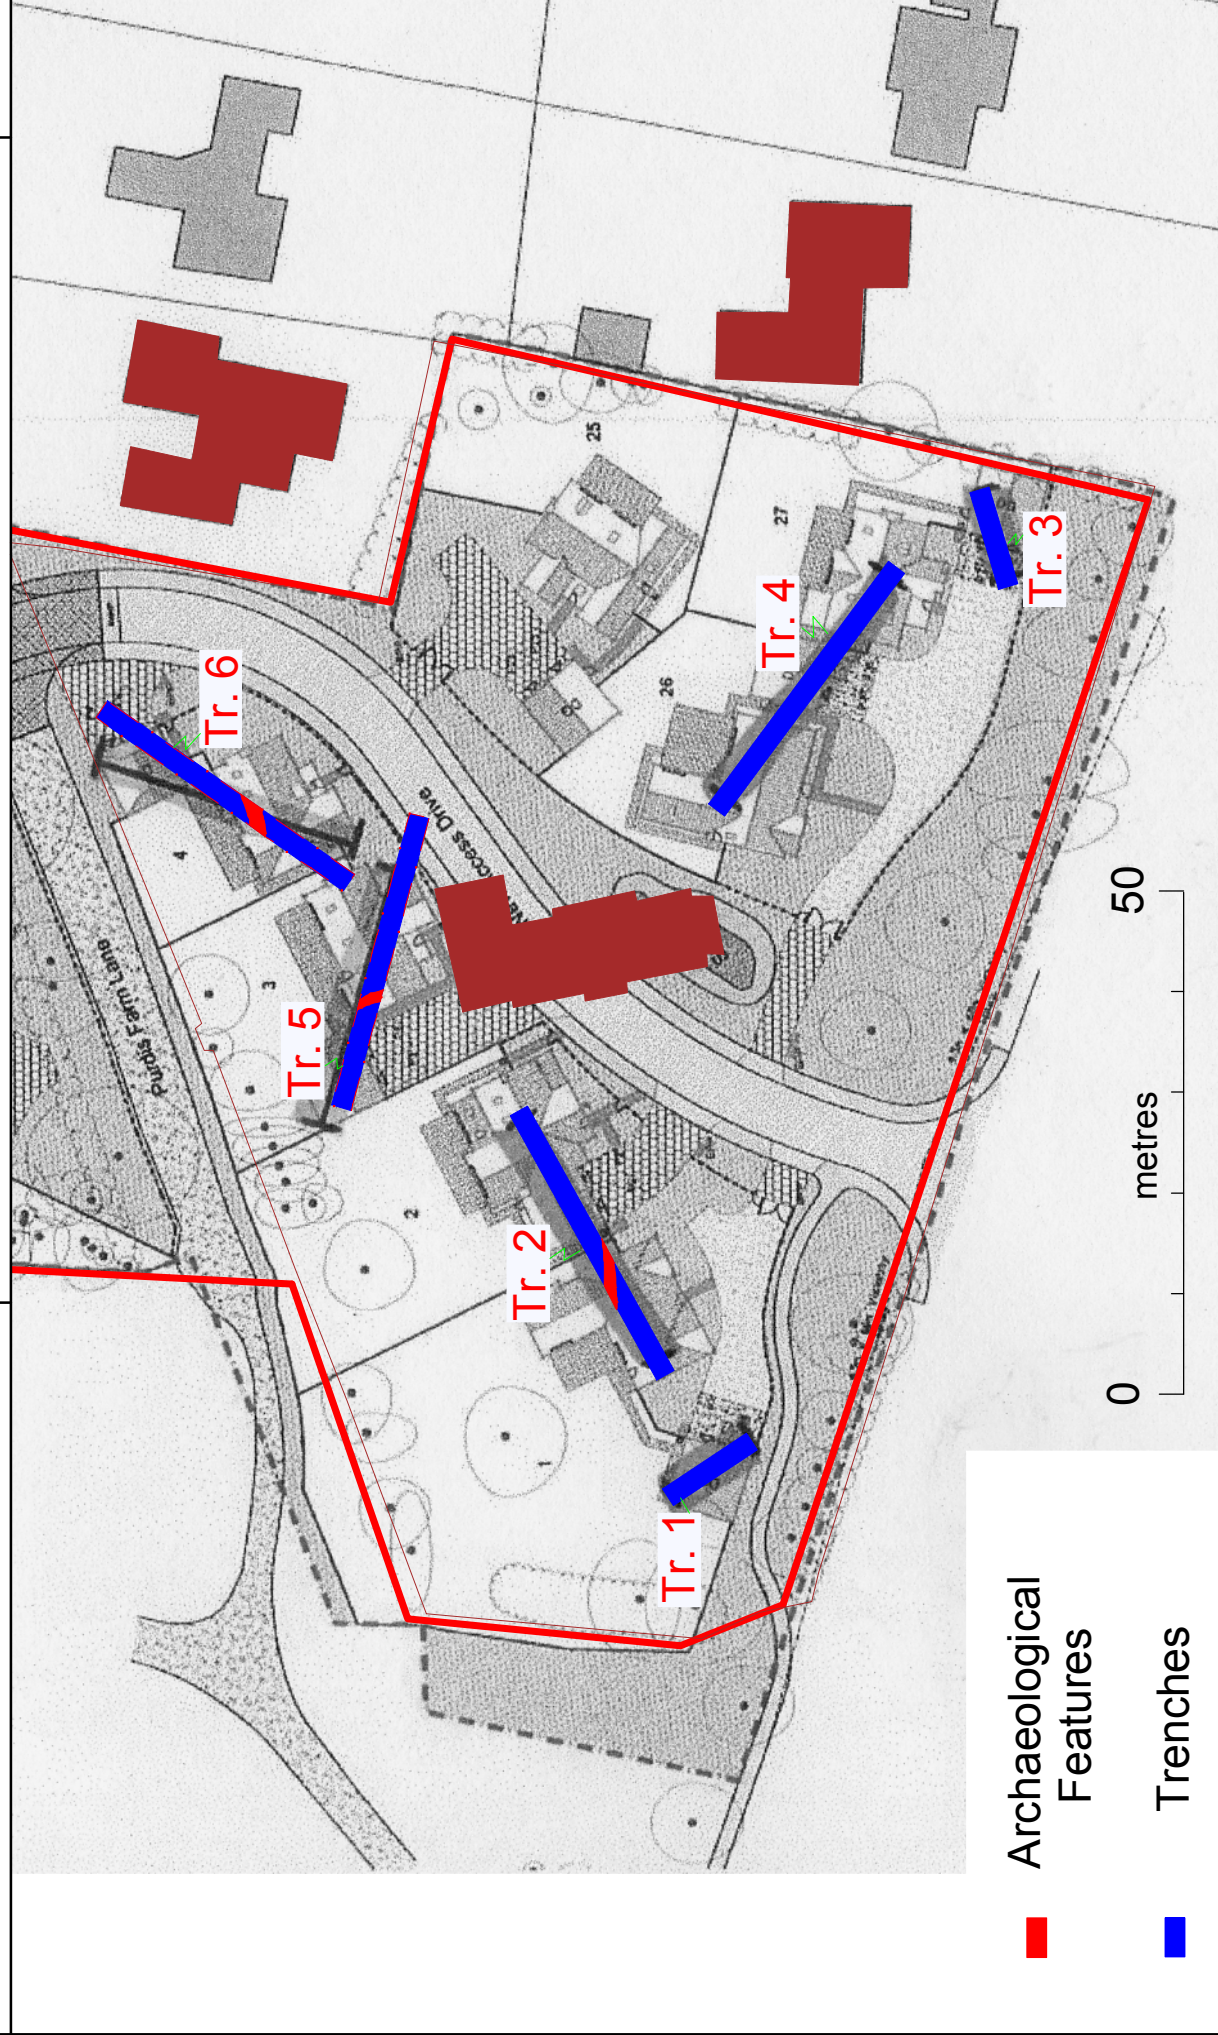 Purdis Farm Lane
Tr. 6
Tr. 5
Tr. 4
Tr. 3
Tr. 2
Tr. 1
4
3
2
1
25
26
27
Access Drive
0
50
metres
Archaeological
Features
Trenches